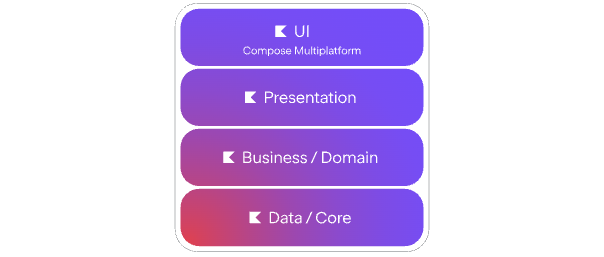 UI
Compose Multiplatform
Presentation
Business / Domain
Data / Core